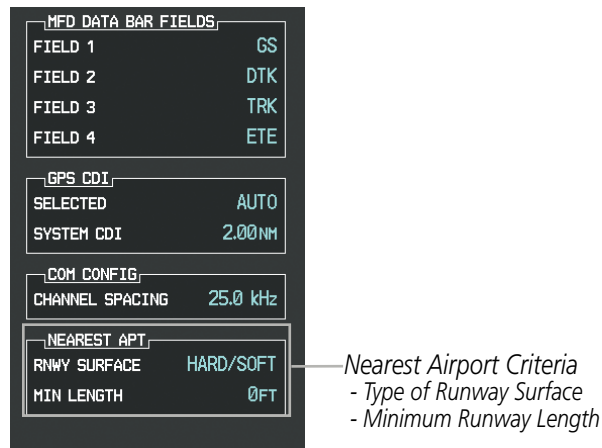 MFD DATA BAR FIELDS
FIELD 1 GS
FIELD 2 DTK
FIELD 3 TRK
FIELD 4 ETE
GPS CDI
SELECTED AUTO
SYSTEM CDI 2.00NM
COM CONFIG
CHANNEL SPACING 25.0 kHz
NEAREST APT
RNWY SURFACE HARD/SOFT
MIN LENGTH 0FT
Nearest Airport Criteria
- Type of Runway Surface
- Minimum Runway Length